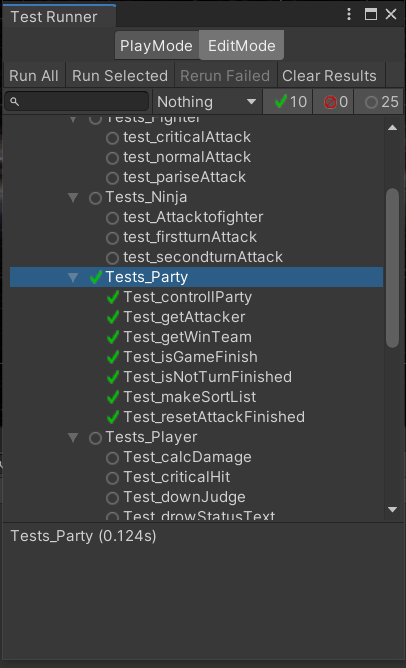 Test Runner
PlayMode EditMode
Run All Run Selected Rerun Failed Clear Results
Nothing 10 0 25
Tests_Fighter
test_criticalAttack
test_normalAttack
test_pariseAttack
Tests_Ninja
test_Attacktofighter
test_firstturnAttack
test_secondturnAttack
Tests_Party
Test_controllParty
Test_getAttacker
Test_getWinTeam
Test_isGameFinish
Test_isNotTurnFinished
Test_makeSortList
Test_resetAttackFinished
Tests_Player
Test_calcDamage
Test_criticalHit
Test_downJudge
Test_drowStatusText
Tests_Party (0.124s)